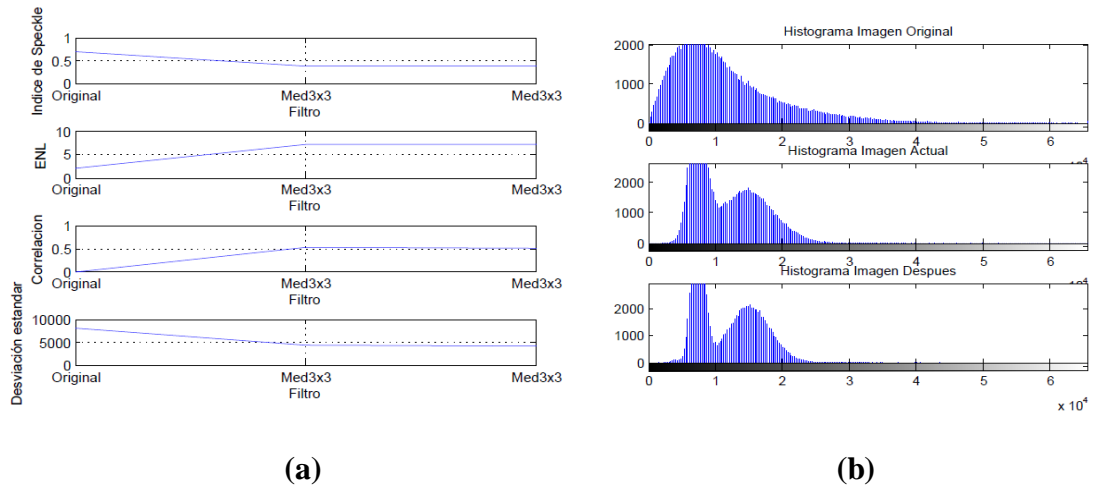 Indice de Speckle
1
0.5
0
Original Med3x3 Med3x3
Filtro
ENL
10
5
0
Original Med3x3 Med3x3
Filtro
Correlacion
1
0.5
0
Original Med3x3 Med3x3
Filtro
Desviación estandar
10000
5000
0
Original Med3x3 Med3x3
Filtro
(a)
Histograma Imagen Original
2000
1000
0
0 1 2 3 4 5 6
Histograma Imagen Actual
2000
1000
0
0 1 2 3 4 5 6
Histograma Imagen Despues
2000
1000
0
0 1 2 3 4 5 6
x 10⁴
(b)